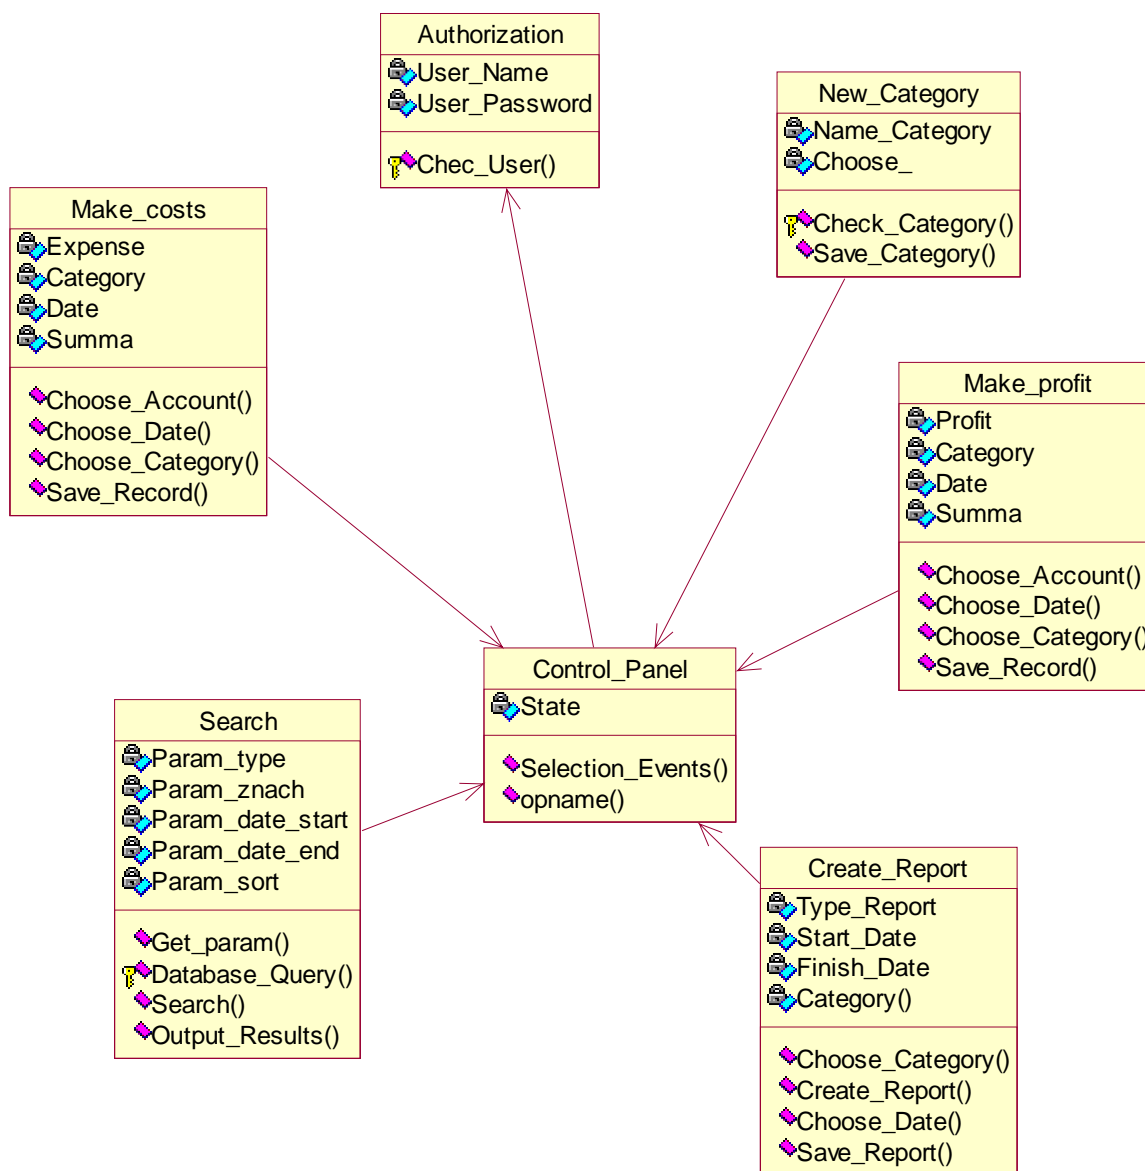 Authorization
User_Name
User_Password
Chec_User()
New_Category
Name_Category
Choose_
Check_Category()
Save_Category()
Make_costs
Expense
Category
Date
Summa
Choose_Account()
Choose_Date()
Choose_Category()
Save_Record()
Make_profit
Profit
Category
Date
Summa
Choose_Account()
Choose_Date()
Choose_Category()
Save_Record()
Control_Panel
State
Selection_Events()
opname()
Search
Param_type
Param_znach
Param_date_start
Param_date_end
Param_sort
Get_param()
Database_Query()
Search()
Output_Results()
Create_Report
Type_Report
Start_Date
Finish_Date
Category()
Choose_Category()
Create_Report()
Choose_Date()
Save_Report()